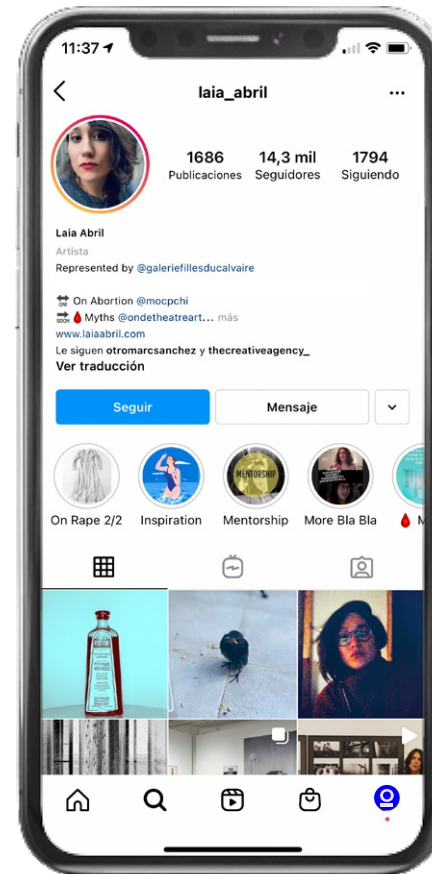 11:37
laia_abril
1686 14,3 mil 1794
Publicaciones Seguidores Siguiendo
Laia Abril
Artista
Represented by @galeriefillesducalvaire
On Abortion @mocpchi
SOON Myths @ondetheatreart... más
www.laiaabril.com
Le siguen otromarcsanchez y thecreativeagency_
Ver traducción
Seguir Mensaje
MENTORSHIP
On Rape 2/2 Inspiration Mentorship More Bla Bla M